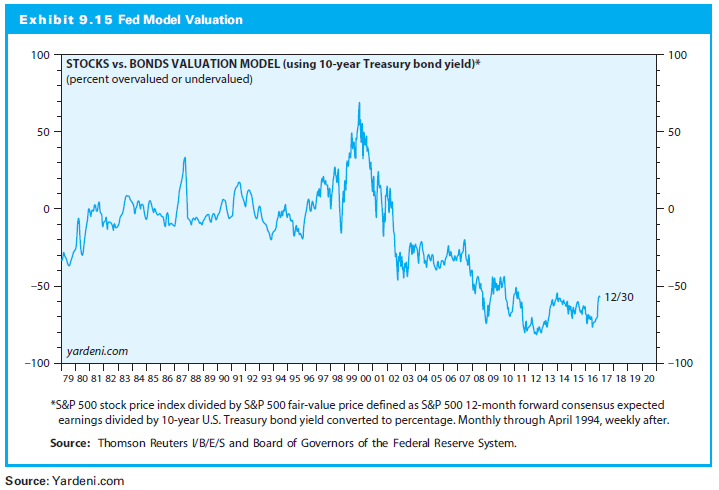 Exhibit 9.15 Fed Model Valuation
100
100
STOCKS vs. BONDS VALUATION MODEL (using 10-year Treasury bond yield)*
(percent overvalued or undervalued)
50
50
0
0
−50
−50
12/30
yardeni.com
−100
−100
79 80 81 82 83 84 85 86 87 88 89 90 91 92 93 94 95 96 97 98 99 00 01 02 03 04 05 06 07 08 09 10 11 12 13 14 15 16 17 18 19 20
*S&P 500 stock price index divided by S&P 500 fair-value price defined as S&P 500 12-month forward consensus expected
earnings divided by 10-year U.S. Treasury bond yield converted to percentage. Monthly through April 1994, weekly after.
Source: Thomson Reuters I/B/E/S and Board of Governors of the Federal Reserve System.
Source: Yardeni.com